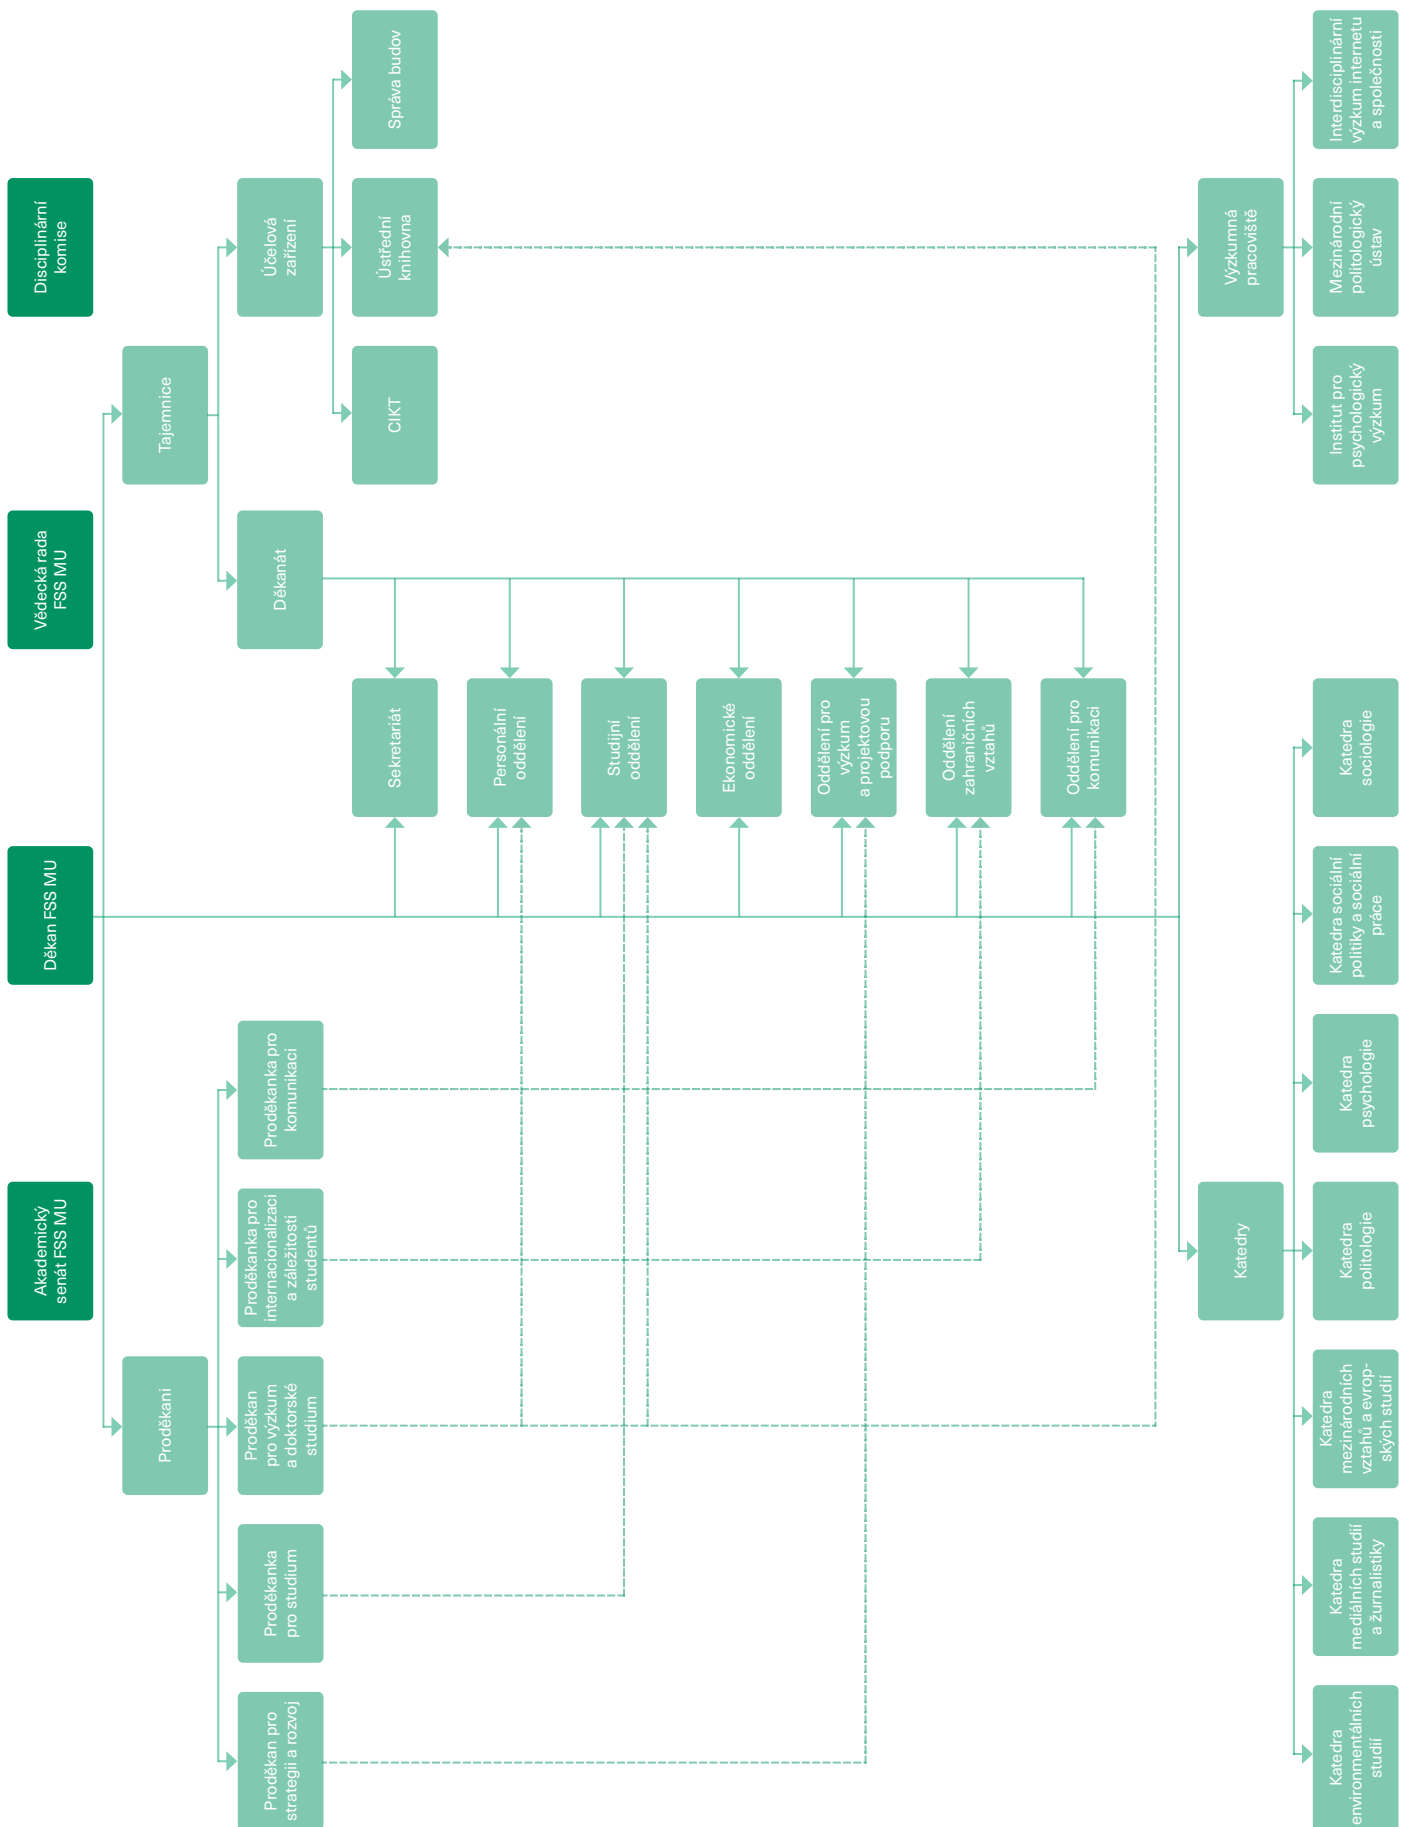 Akademický
senát FSS MU
Děkan FSS MU
Vědecká rada
FSS MU
Disciplinární
komise
Proděkani
Tajemnice
Proděkan pro
strategii a rozvoj
Proděkanka
pro studium
Proděkan
pro výzkum
a doktorské
studium
Proděkanka pro
internacionalizaci
a záležitosti
studentů
Proděkanka pro
komunikaci
Děkanát
Účelová
zařízení
Sekretariát
CIKT
Ústřední
knihovna
Správa budov
Personální
oddělení
Studijní
oddělení
Ekonomické
oddělení
Oddělení pro
výzkum
a projektovou
podporu
Oddělení
zahraničních
vztahů
Oddělení pro
komunikaci
Katedry
Výzkumná
pracoviště
Katedra
environmentálních
studií
Katedra
mediálních studií
a žurnalistiky
Katedra
mezinárodních
vztahů a evrop-
ských studií
Katedra
politologie
Katedra
psychologie
Katedra sociální
politiky a sociální
práce
Katedra
sociologie
Institut pro
psychologický
výzkum
Mezinárodní
politologický
ústav
Interdisciplinární
výzkum internetu
a společnosti